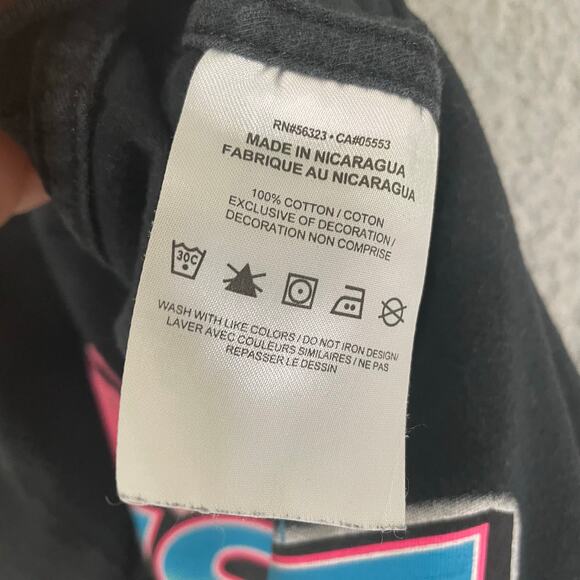 RN#56323 • CA#05553
MADE IN NICARAGUA
FABRIQUE AU NICARAGUA
100% COTTON / COTON
EXCLUSIVE OF DECORATION /
DECORATION NON COMPRISE
30C
WASH WITH LIKE COLORS / DO NOT IRON DESIGN/
LAVER AVEC COULEURS SIMILAIRES / NE PAS
REPASSER LE DESSIN